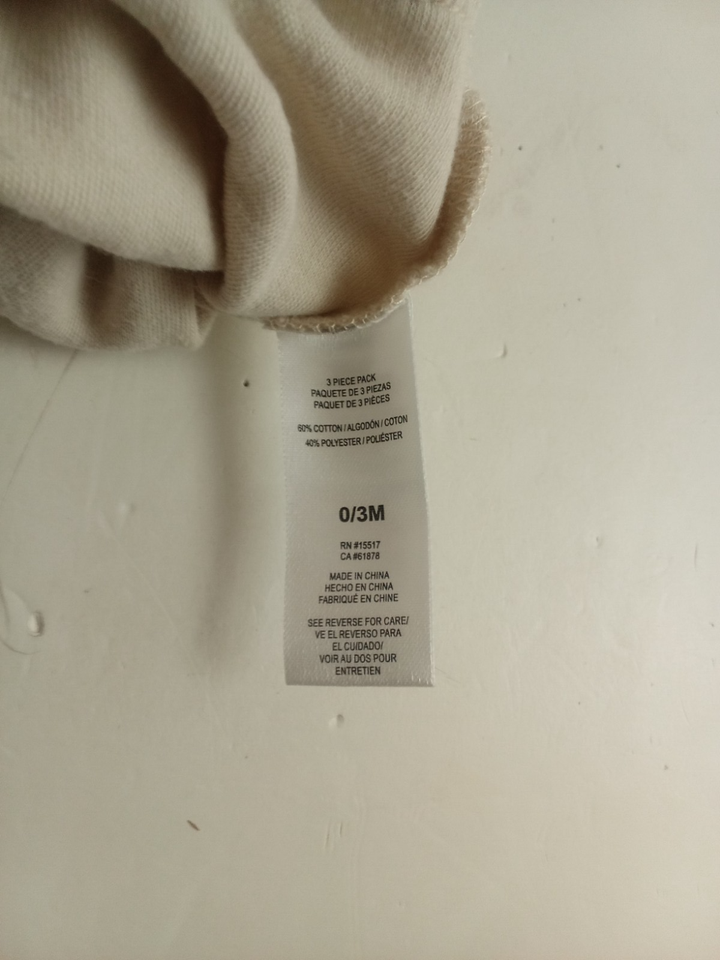 3 PIECE PACK
PAQUETE DE 3 PIEZAS
PAQUET DE 3 PIÈCES
60% COTTON / ALGODÓN / COTON
40% POLYESTER / POLIÉSTER
0/3M
RN #15517
CA #61878
MADE IN CHINA
HECHO EN CHINA
FABRIQUÉ EN CHINE
SEE REVERSE FOR CARE/
VE EL REVERSO PARA
EL CUIDADO/
VOIR AU DOS POUR
ENTRETIEN